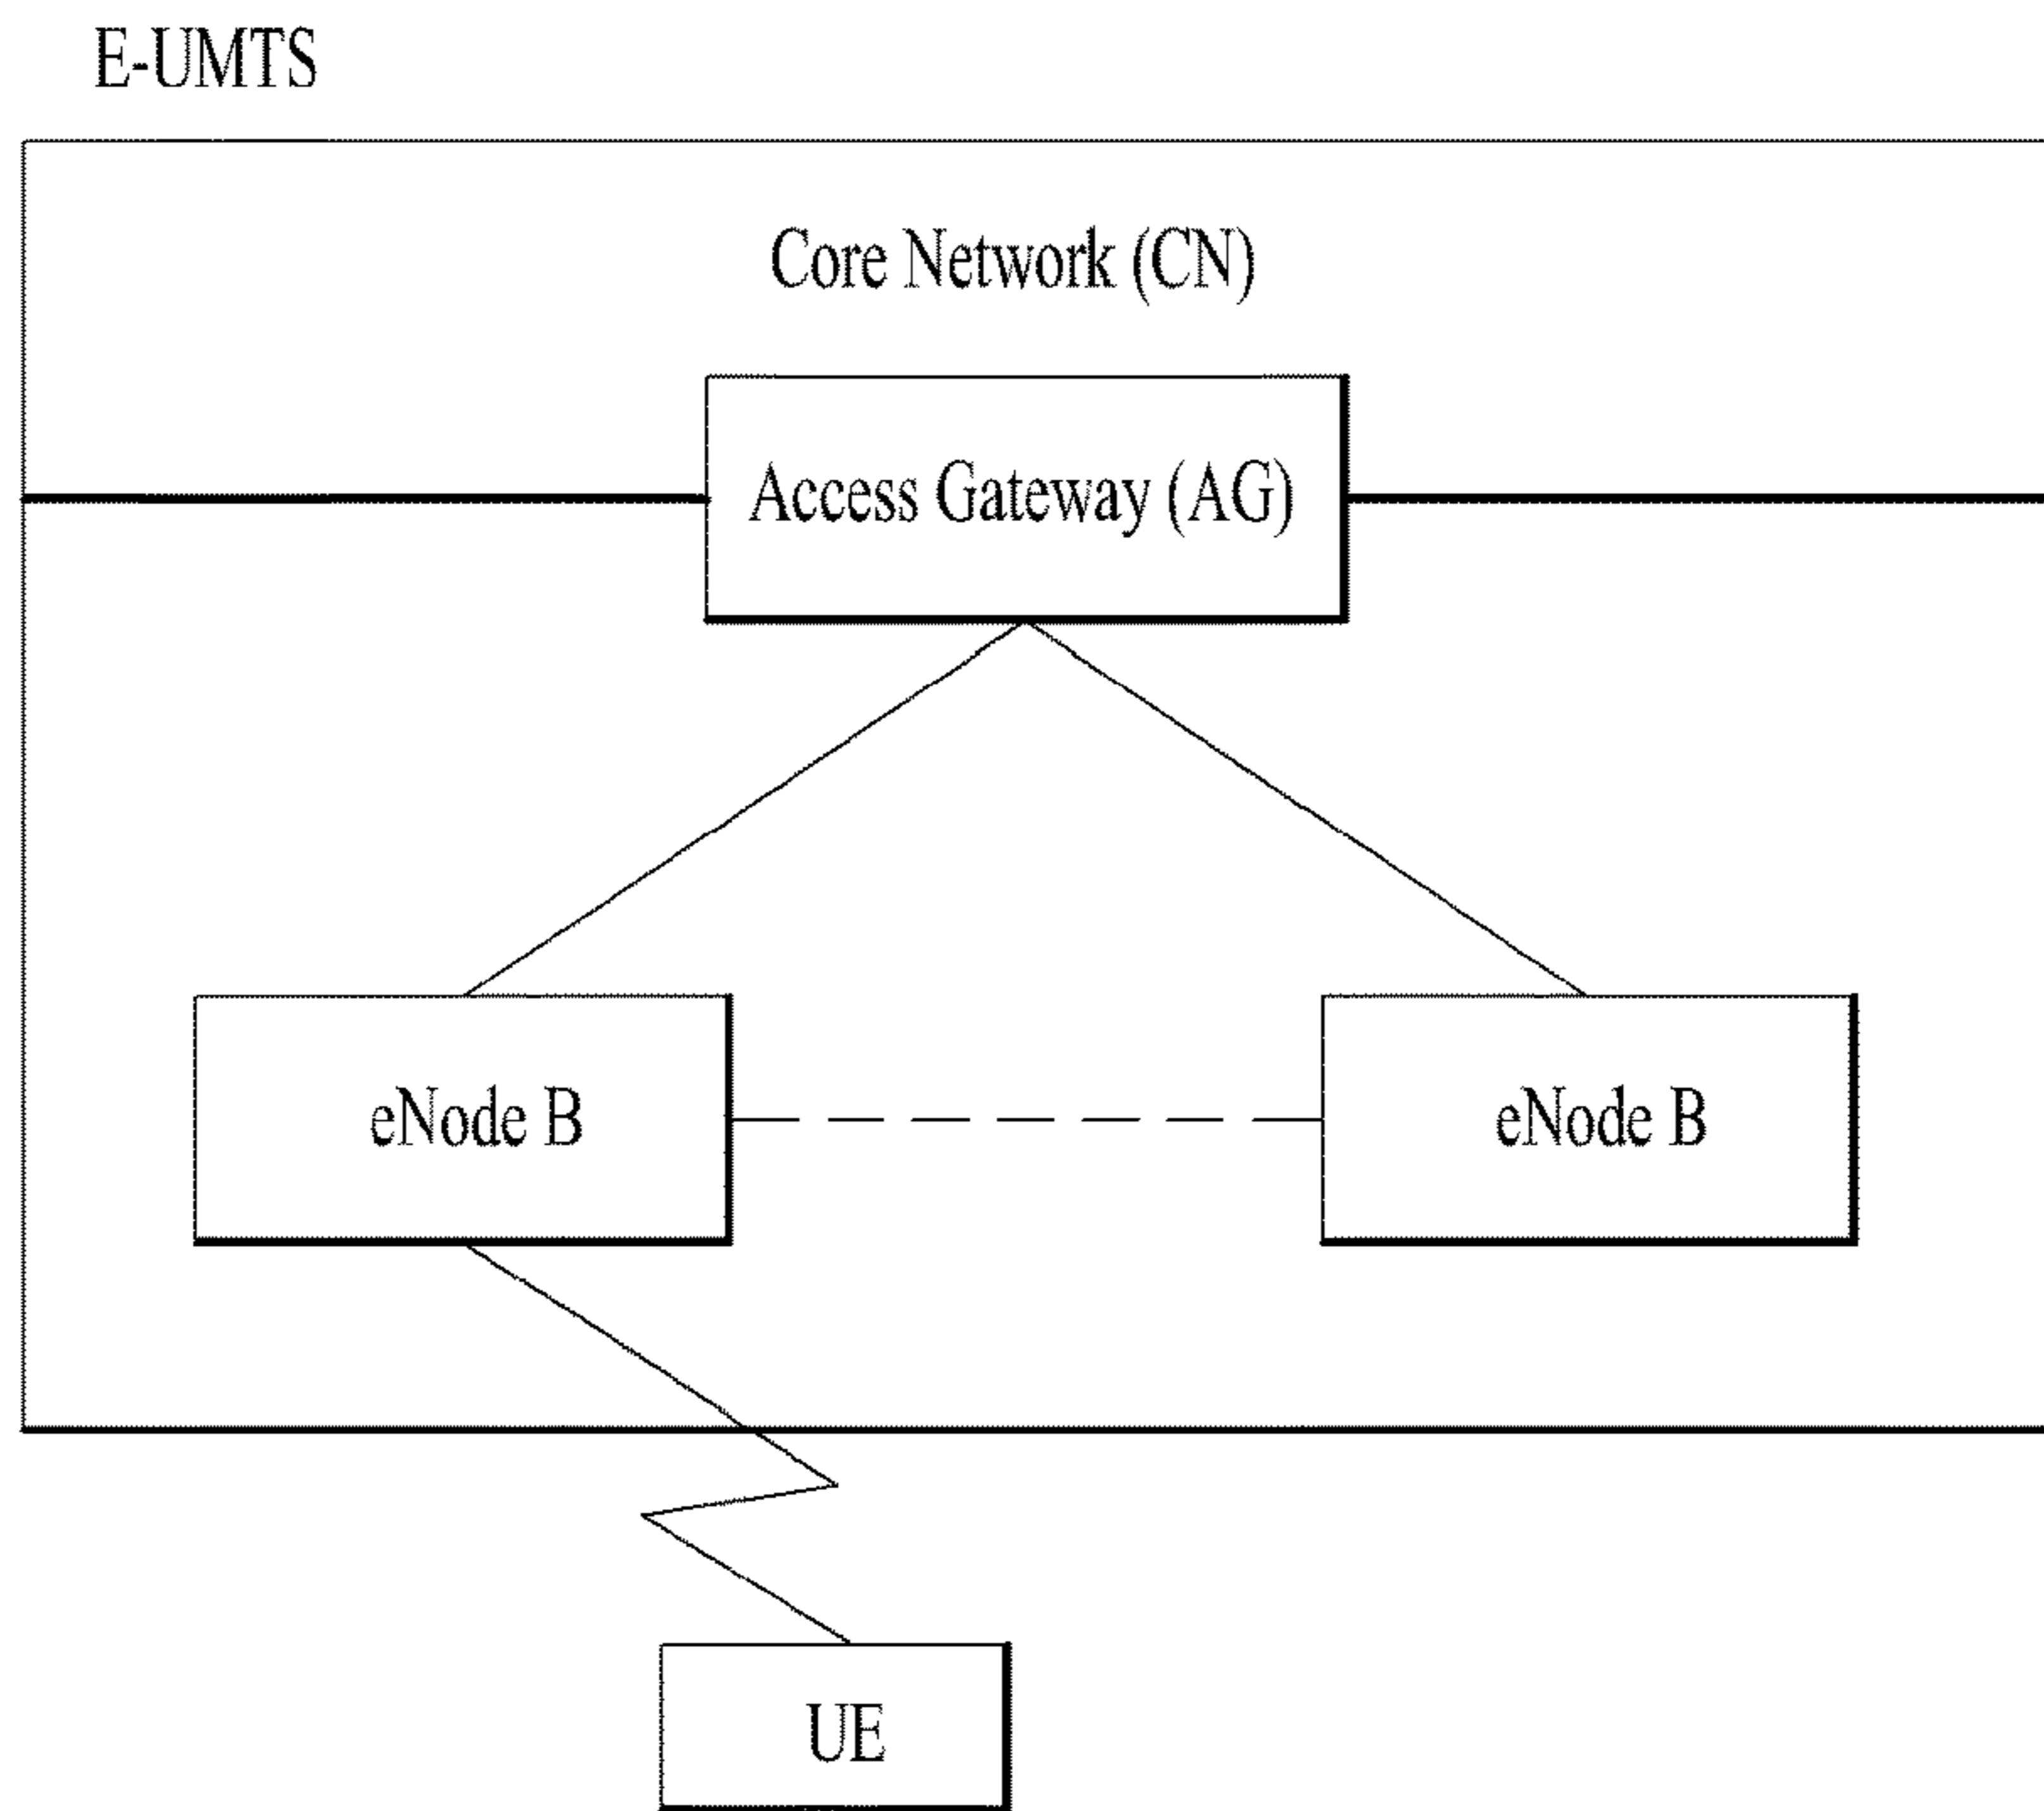 E-UMTS
Core Network (CN)
Access Gateway (AG)
eNode B
eNode B
UE